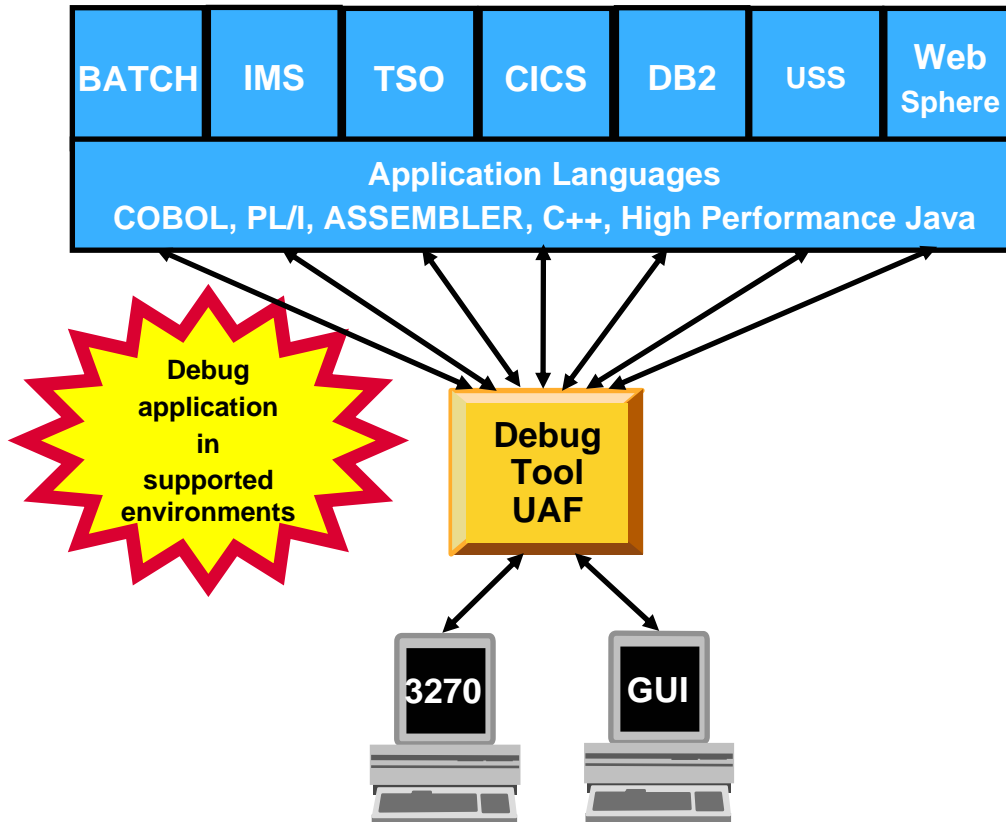 BATCH
IMS
TSO
CICS
DB2
USS
Web
Sphere
Application Languages
COBOL, PL/I, ASSEMBLER, C++, High Performance Java
Debug
application
in
supported
environments
Debug
Tool
UAF
3270
GUI